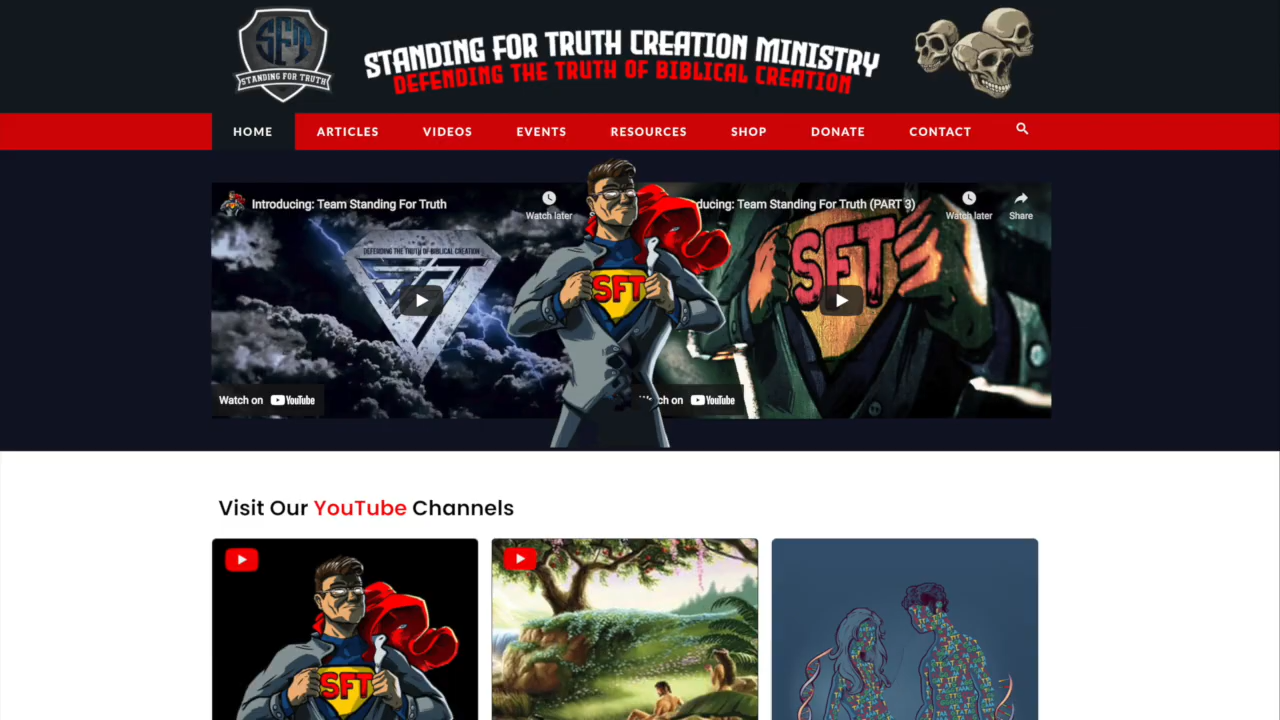 SFT
STANDING FOR TRUTH
STANDING FOR TRUTH CREATION MINISTRY
DEFENDING THE TRUTH OF BIBLICAL CREATION
HOME ARTICLES VIDEOS EVENTS RESOURCES SHOP DONATE CONTACT
Introducing: Team Standing For Truth
Watch later
ducing: Team Standing For Truth (PART 3)
Watch later
Share
DEFENDING THE TRUTH OF BIBLICAL CREATION
SFT
SFT
SFT
Watch on YouTube
ch on YouTube
Visit Our YouTube Channels
SFT